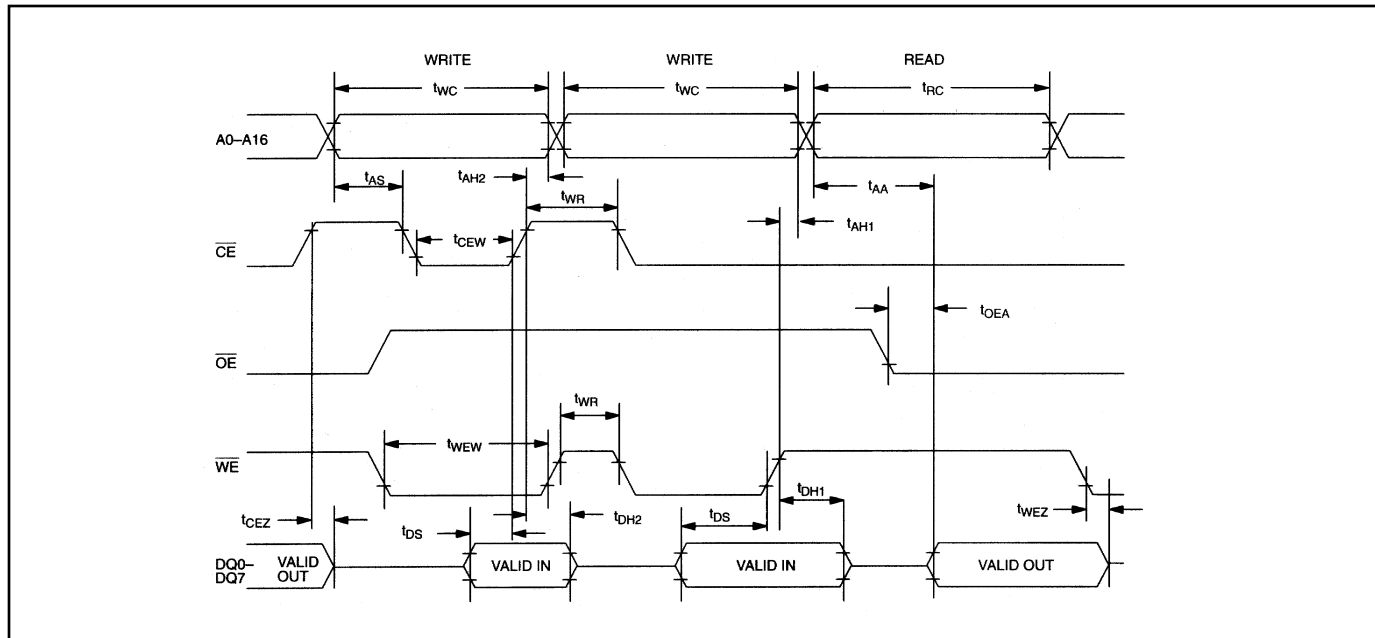 WRITE WRITE READ
tWC tWC tRC
A0–A16
tAS tAH2 tAA
tWR
tAH1
CE tCEW
tOEA
OE
tWR
WE tWEW
tDH1
tCEZ tDS tDH2 tDS tWEZ
DQ0–
DQ7
VALID
OUT
VALID IN VALID IN VALID OUT